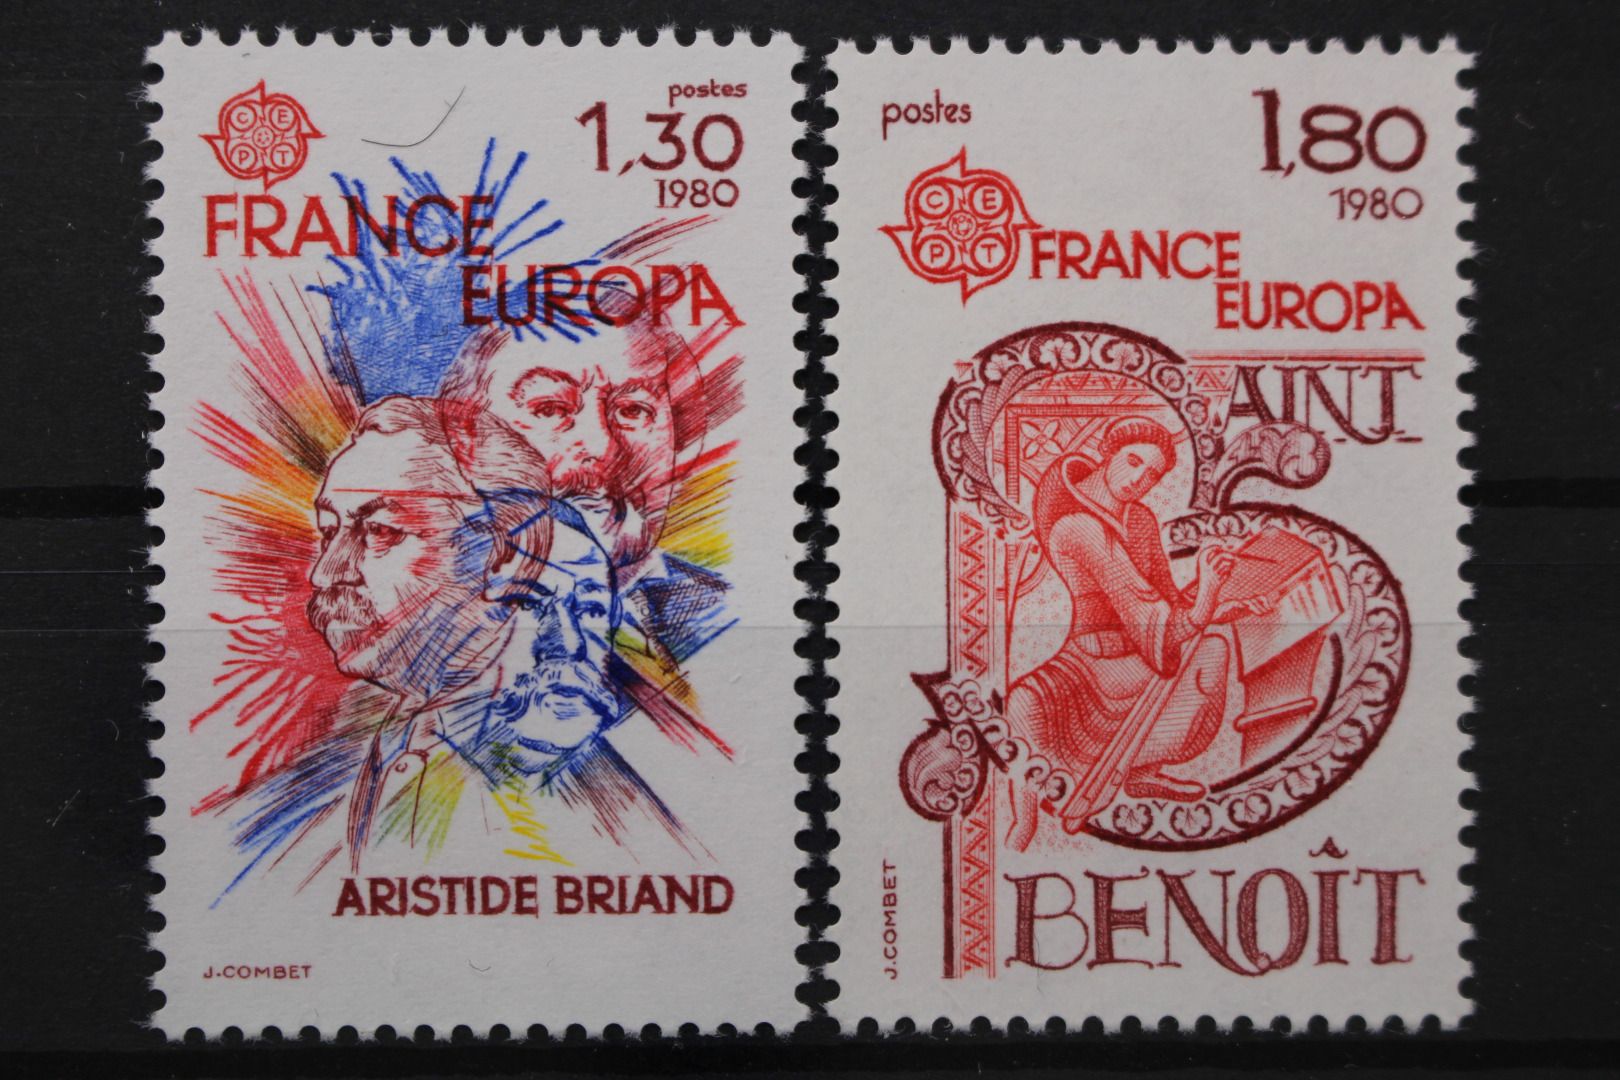 postes
1,30
1980
C E
P T
FRANCE
EUROPA
ARISTIDE BRIAND
J.COMBET
postes
1,80
1980
C E
P T
FRANCE
EUROPA
SAINT
BENOÎT
J.COMBET